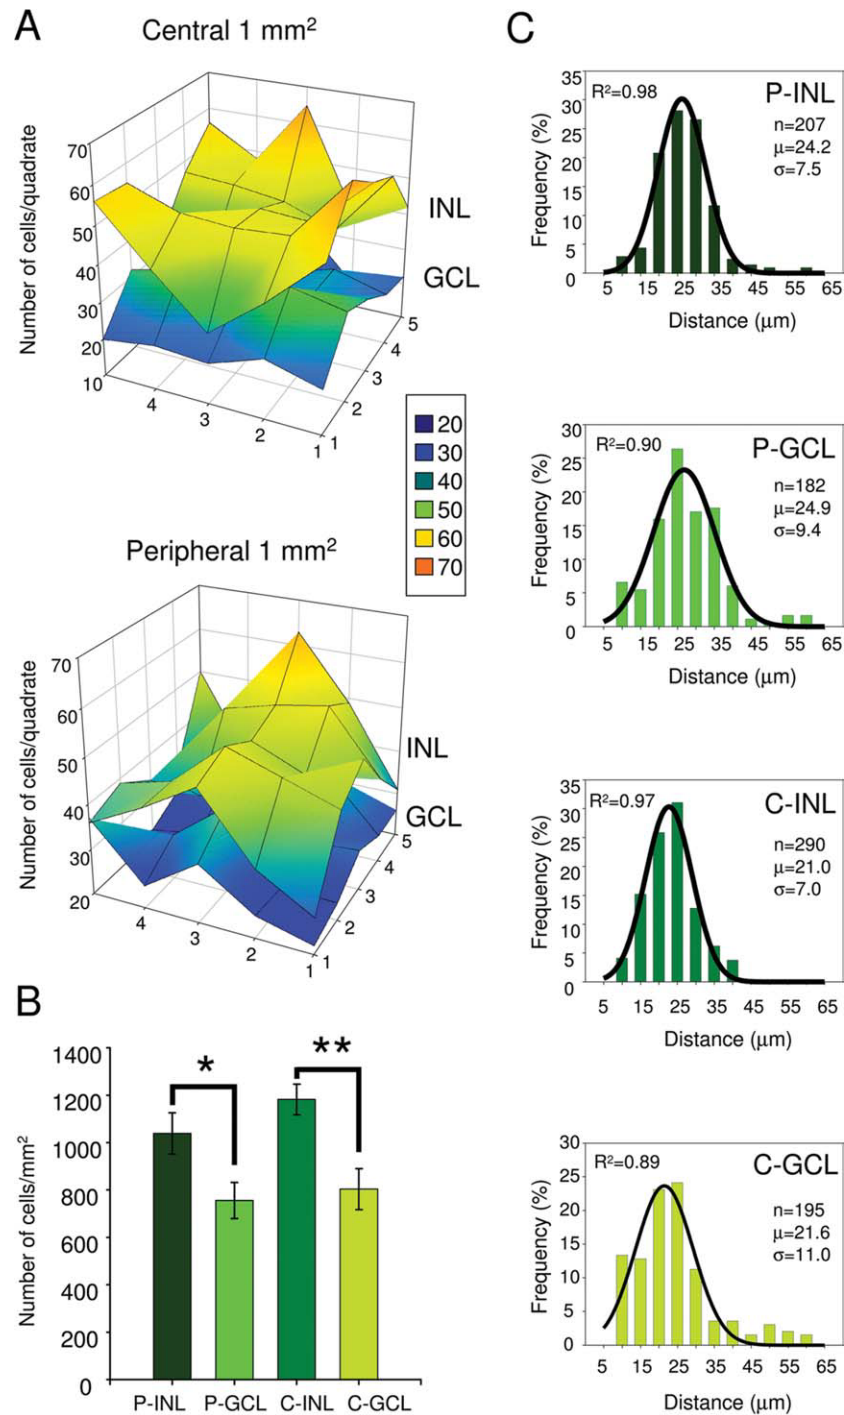 A
Central 1 mm²
Number of cells/quadrate
70
60
50
40
30
20
10
4
3
2
1
1
2
3
4
5
INL
GCL
20
30
40
50
60
70
Peripheral 1 mm²
Number of cells/quadrate
70
60
50
40
30
20
4
3
2
1
1
2
3
4
5
INL
GCL
B
Number of cells/mm²
1400
1200
1000
800
600
400
200
0
*
**
P-INL P-GCL C-INL C-GCL
C
Frequency (%)
35
30
25
20
15
10
5
0
R²=0.98
P-INL
n=207
μ=24.2
σ=7.5
5 15 25 35 45 55 65
Distance (μm)
Frequency (%)
30
25
20
15
10
5
0
R²=0.90
P-GCL
n=182
μ=24.9
σ=9.4
5 15 25 35 45 55 65
Distance (μm)
Frequency (%)
35
30
25
20
15
10
5
0
R²=0.97
C-INL
n=290
μ=21.0
σ=7.0
5 15 25 35 45 55 65
Distance (μm)
Frequency (%)
30
25
20
15
10
5
0
R²=0.89
C-GCL
n=195
μ=21.6
σ=11.0
5 15 25 35 45 55 65
Distance (μm)